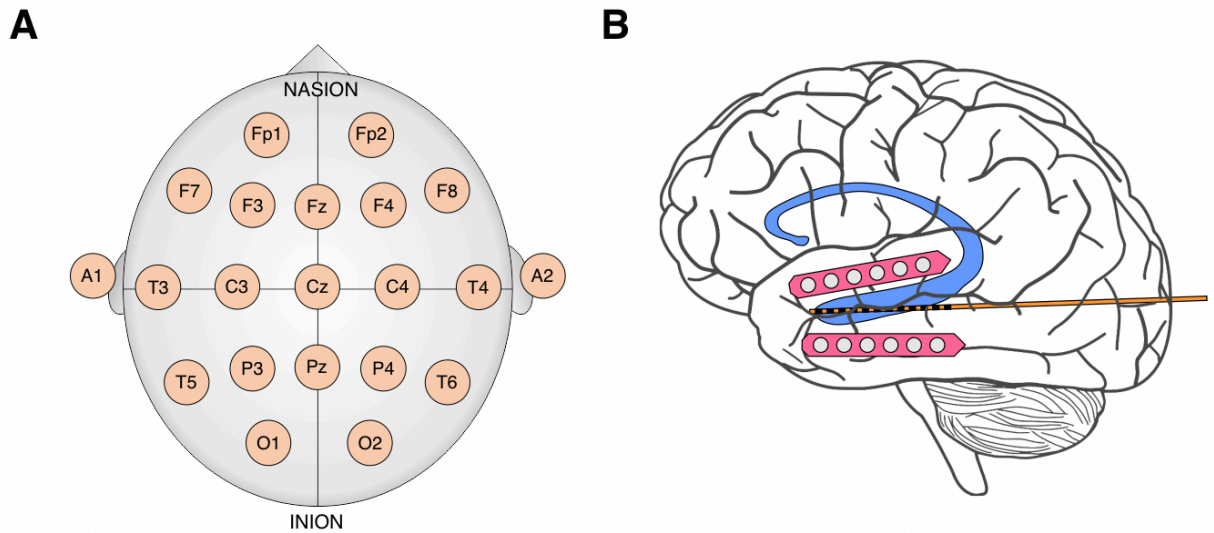 A B
NASION
Fp1 Fp2
F7 F3 Fz F4 F8
A1 T3 C3 Cz C4 T4 A2
T5 P3 Pz P4 T6
O1 O2
INION